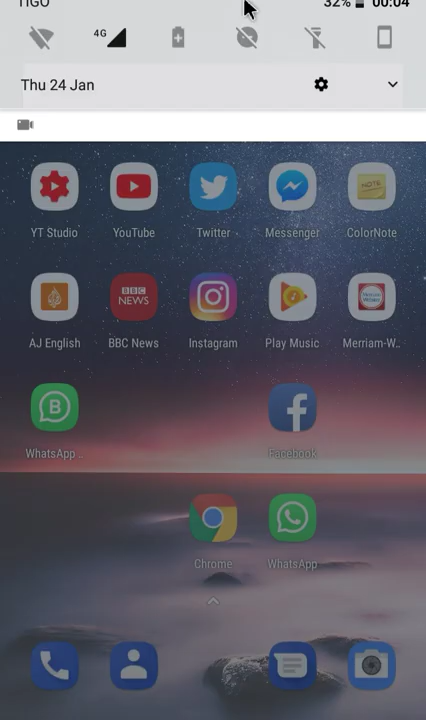 TIGO 32% 00:04
4G
Thu 24 Jan
YT Studio YouTube Twitter Messenger ColorNote
NOTE
BBC
NEWS
AJ English BBC News Instagram Play Music Merriam-W..
B
WhatsApp .. Facebook
Chrome WhatsApp